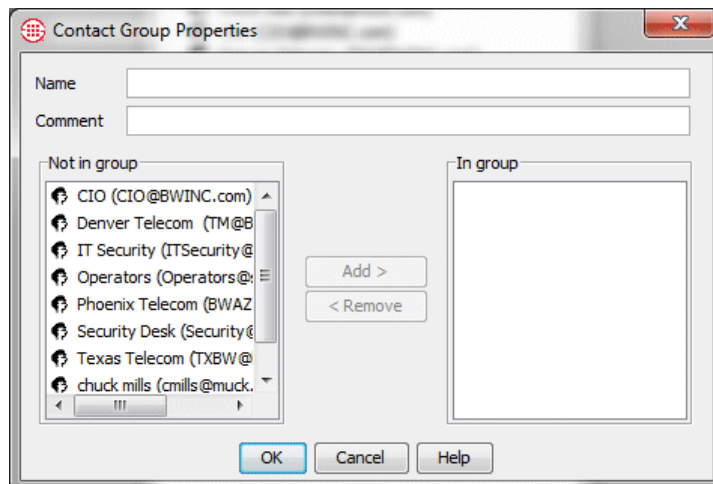 Contact Group Properties
Name
Comment
Not in group
CIO (CIO@BWINC.com)
Denver Telecom (TM@B
IT Security (ITSecurity@
Operators (Operators@
Phoenix Telecom (BWAZ
Security Desk (Security@
Texas Telecom (TXBW@
chuck mills (cmills@muck.
Add >
< Remove
In group
OK Cancel Help